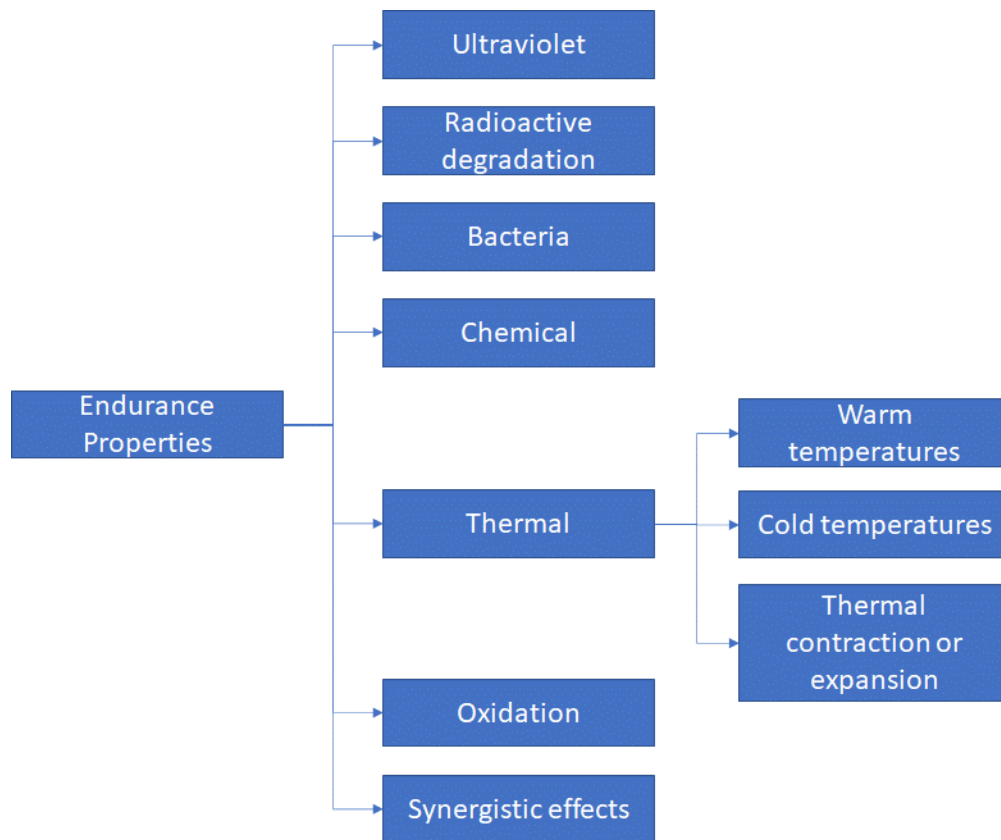 Ultraviolet
Radioactive
degradation
Bacteria
Chemical
Endurance
Properties
Warm
temperatures
Thermal
Cold temperatures
Thermal
contraction or
expansion
Oxidation
Synergistic effects